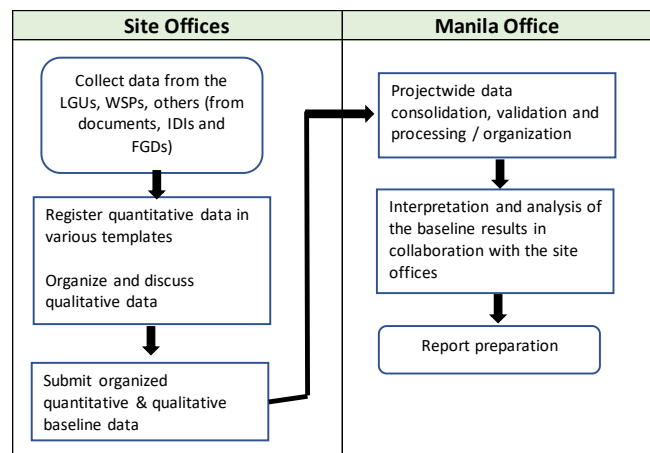 Site Offices
Collect data from the
LGUs, WSPs, others (from
documents, IDIs and
FGDs)
Register quantitative data in
various templates
Organize and discuss
qualitative data
Submit organized
quantitative & qualitative
baseline data
Manila Office
Projectwide data
consolidation, validation and
processing / organization
Interpretation and analysis of
the baseline results in
collaboration with the site
offices
Report preparation